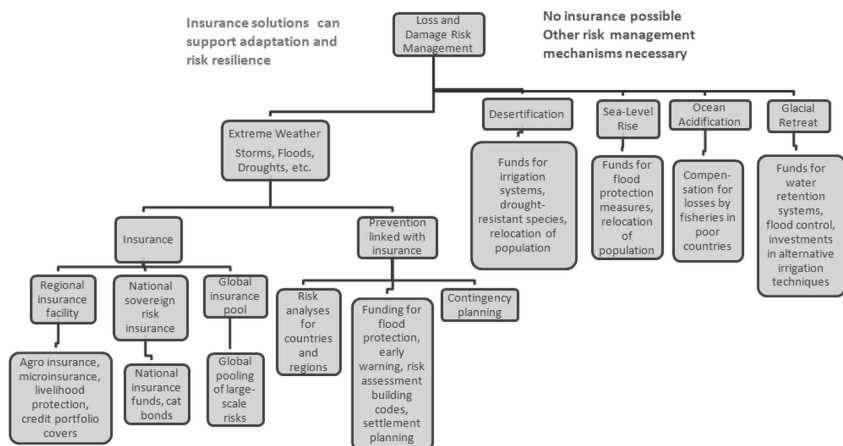 Insurance solutions can
support adaptation and
risk resilience
Loss and
Damage Risk
Management
No insurance possible
Other risk management
mechanisms necessary
Extreme Weather
Storms, Floods,
Droughts, etc.
Desertification
Sea-Level
Rise
Ocean
Acidification
Glacial
Retreat
Funds for
irrigation
systems,
drought-
resistant species,
relocation of
population
Funds for
flood
protection
measures,
relocation
of
population
Compen-
sation for
losses by
fisheries in
poor
countries
Funds for
water
retention
systems,
flood control,
investments
in alternative
irrigation
techniques
Insurance
Prevention
linked with
insurance
Regional
insurance
facility
National
sovereign
risk
insurance
Global
insurance
pool
Risk
analyses for
countries
and
regions
Funding for
flood
protection,
early
warning, risk
assessment
building
codes,
settlement
planning
Contingency
planning
Agro insurance,
microinsurance,
livelihood
protection,
credit portfolio
covers
National
insurance
funds, cat
bonds
Global
pooling
of large-
scale risks